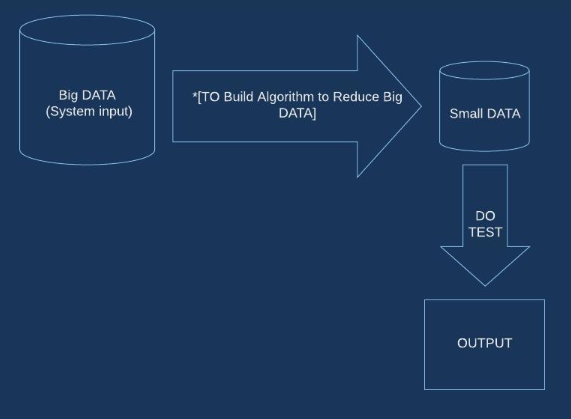 Big DATA
(System input)
*[TO Build Algorithm to Reduce Big
DATA]
Small DATA
DO
TEST
OUTPUT